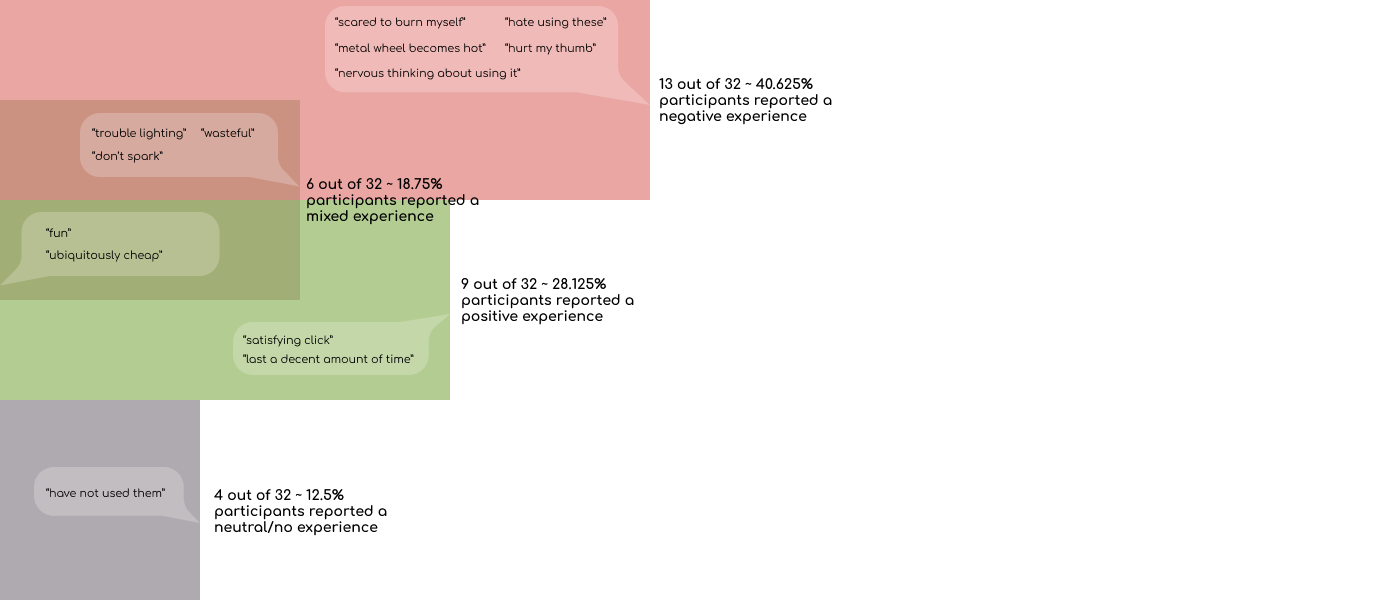 "scared to burn myself" "hate using these"
"metal wheel becomes hot" "hurt my thumb"
"nervous thinking about using it"
13 out of 32 ~ 40.625%
participants reported a
negative experience
"trouble lighting" "wasteful"
"don't spark"
6 out of 32 ~ 18.75%
participants reported a
mixed experience
"fun"
"ubiquitously cheap"
9 out of 32 ~ 28.125%
participants reported a
positive experience
"satisfying click"
"last a decent amount of time"
"have not used them"
4 out of 32 ~ 12.5%
participants reported a
neutral/no experience